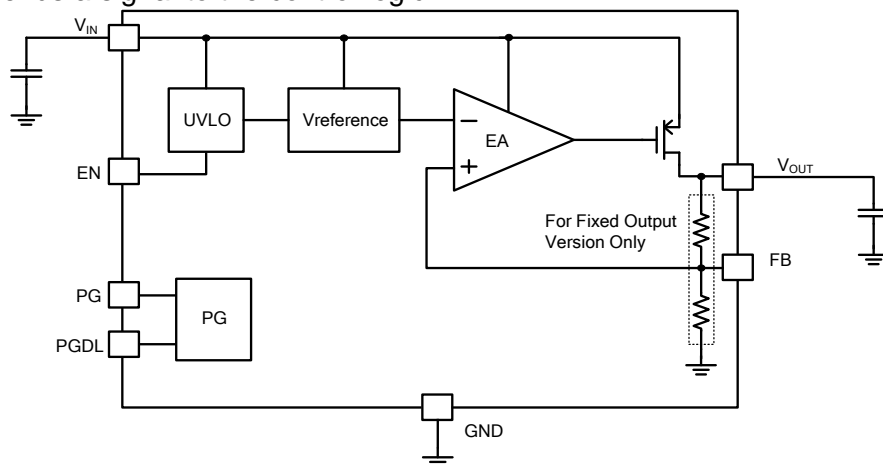 V_IN
UVLO
Vreference
EA
EN
V_OUT
For Fixed Output
Version Only
FB
PG
PG
PGDL
GND